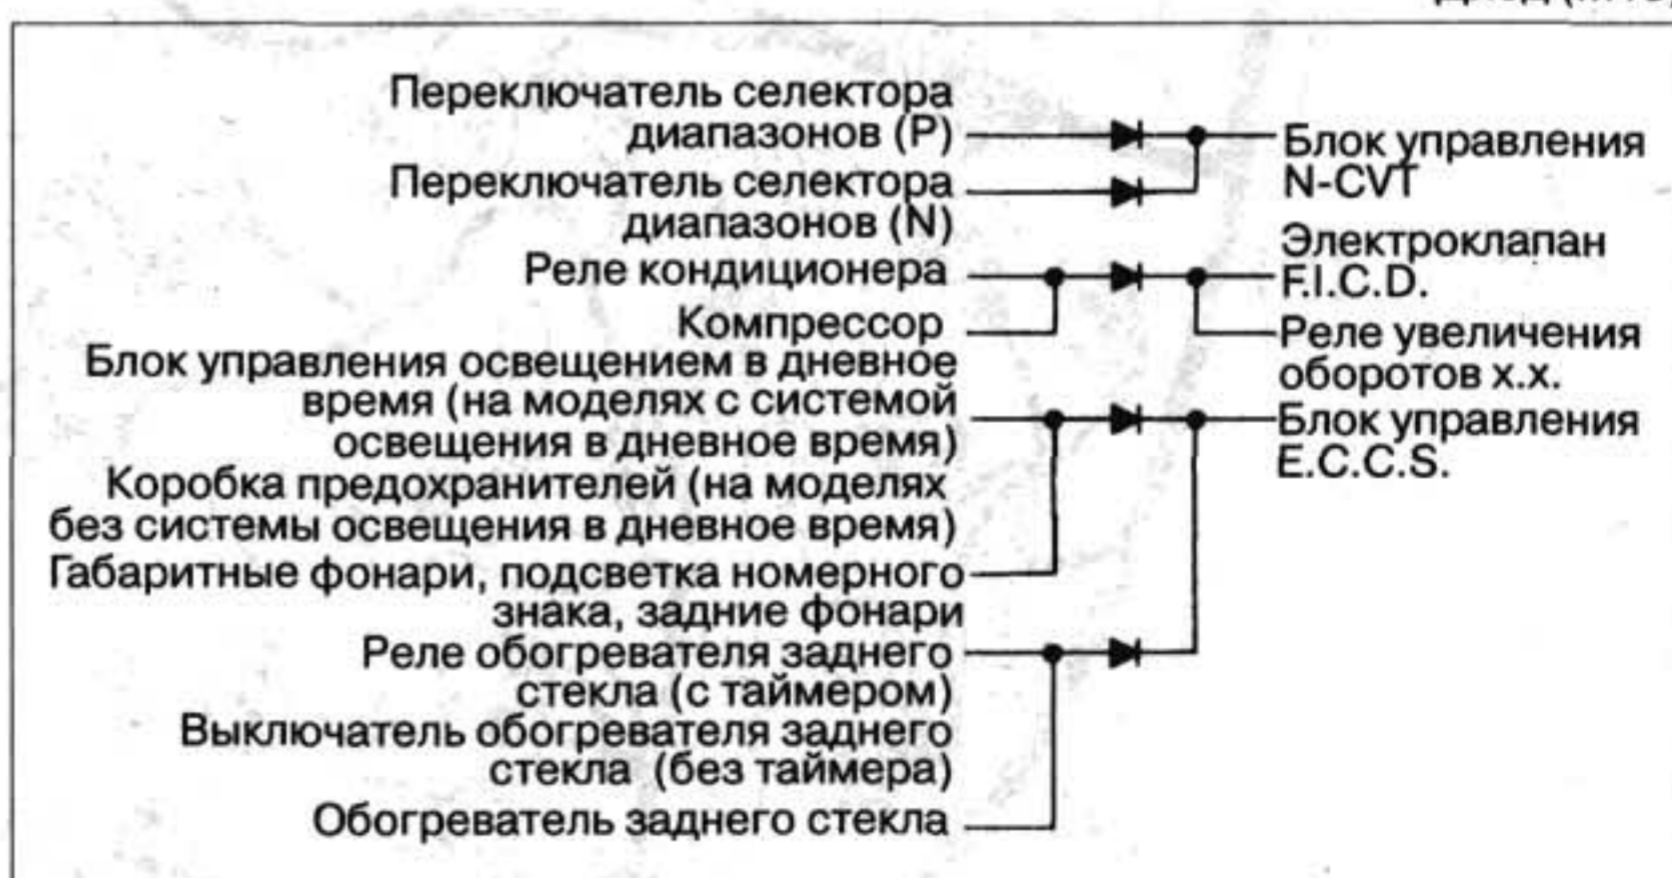 Переключатель селектора
диапазонов (P)
Переключатель селектора
диапазонов (N)
Реле кондиционера
Компрессор
Блок управления освещением в дневное
время (на моделях с системой
освещения в дневное время)
Коробка предохранителей (на моделях
без системы освещения в дневное время)
Габаритные фонари, подсветка номерного
знака, задние фонари
Реле обогревателя заднего
стекла (с таймером)
Выключатель обогревателя заднего
стекла (без таймера)
Обогреватель заднего стекла
Блок управления
N-CVT
Электроклапан
F.I.C.D.
Реле увеличения
оборотов х.х.
Блок управления
E.C.C.S.